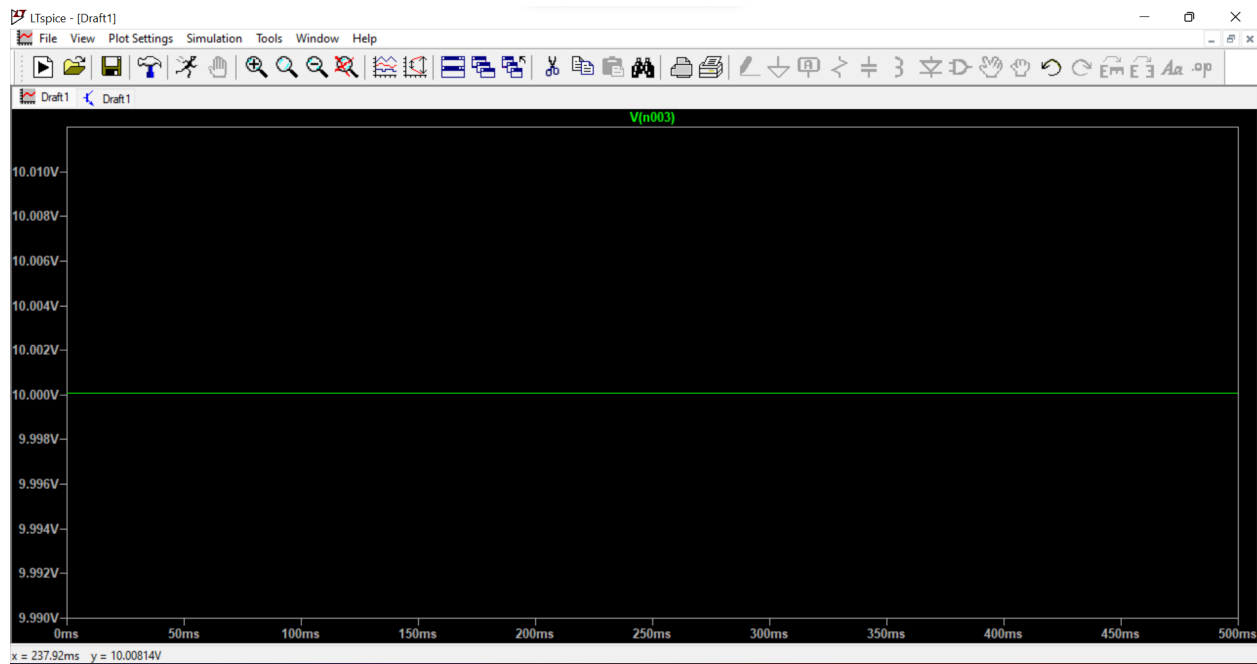 LTspice - [Draft1]
File View Plot Settings Simulation Tools Window Help
Draft1 Draft1
V(n003)
10.010V
10.008V
10.006V
10.004V
10.002V
10.000V
9.998V
9.996V
9.994V
9.992V
9.990V
0ms 50ms 100ms 150ms 200ms 250ms 300ms 350ms 400ms 450ms 500ms
x = 237.92ms y = 10.00814V